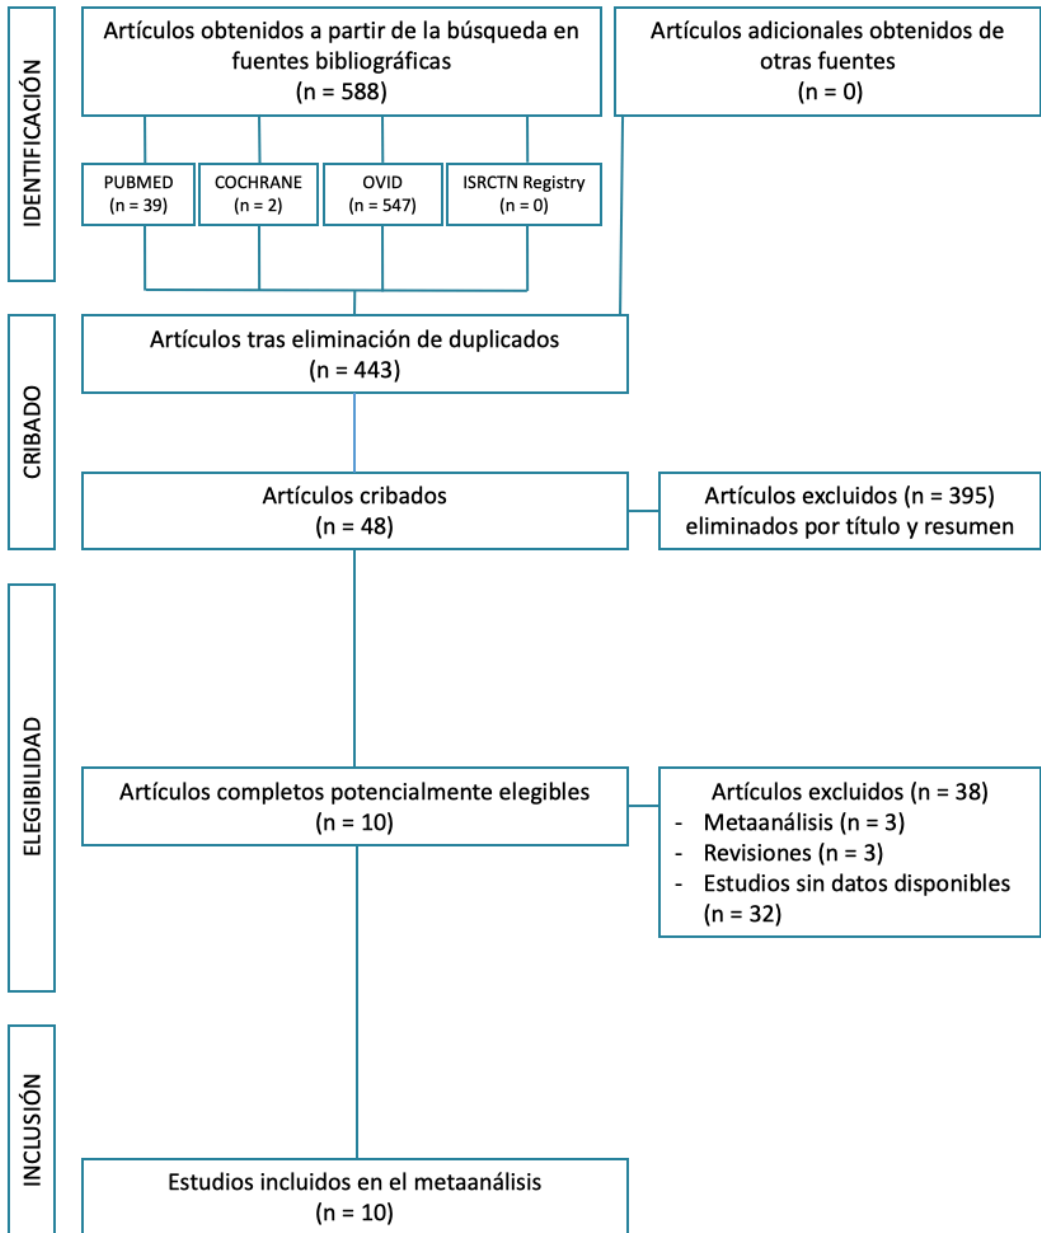 IDENTIFICACIÓN
Artículos obtenidos a partir de la búsqueda en
fuentes bibliográficas
(n = 588)
Artículos adicionales obtenidos de
otras fuentes
(n = 0)
PUBMED
(n = 39)
COCHRANE
(n = 2)
OVID
(n = 547)
ISRCTN Registry
(n = 0)
CRIBADO
Artículos tras eliminación de duplicados
(n = 443)
Artículos cribados
(n = 48)
Artículos excluidos (n = 395)
eliminados por título y resumen
ELEGIBILIDAD
Artículos completos potencialmente elegibles
(n = 10)
Artículos excluidos (n = 38)
- Metaanálisis (n = 3)
- Revisiones (n = 3)
- Estudios sin datos disponibles
(n = 32)
INCLUSIÓN
Estudios incluidos en el metaanálisis
(n = 10)